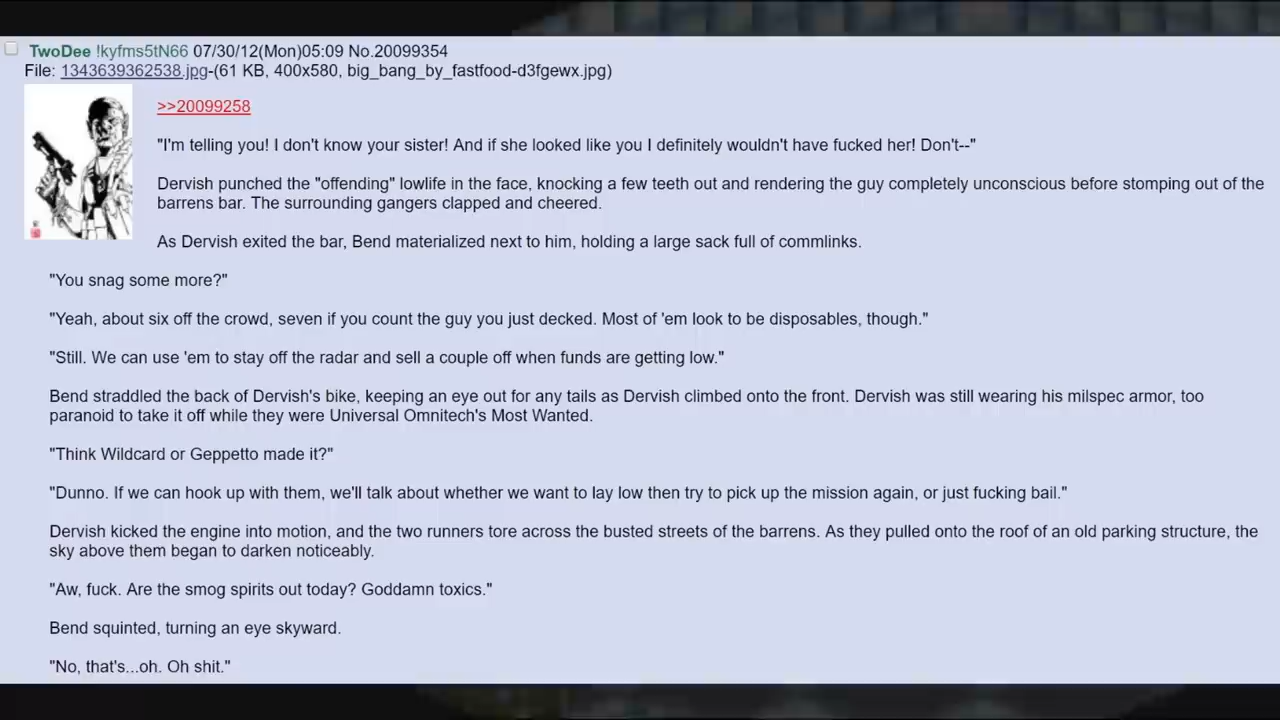 TwoDee !kyfms5tN66 07/30/12(Mon)05:09 No.20099354
File: 1343639362538.jpg-(61 KB, 400x580, big_bang_by_fastfood-d3fgewx.jpg)
>>20099258
"I'm telling you! I don't know your sister! And if she looked like you I definitely wouldn't have fucked her! Don't--"
Dervish punched the "offending" lowlife in the face, knocking a few teeth out and rendering the guy completely unconscious before stomping out of the
barrens bar. The surrounding gangers clapped and cheered.
As Dervish exited the bar, Bend materialized next to him, holding a large sack full of commlinks.
"You snag some more?"
"Yeah, about six off the crowd, seven if you count the guy you just decked. Most of 'em look to be disposables, though."
"Still. We can use 'em to stay off the radar and sell a couple off when funds are getting low."
Bend straddled the back of Dervish's bike, keeping an eye out for any tails as Dervish climbed onto the front. Dervish was still wearing his milspec armor, too
paranoid to take it off while they were Universal Omnitech's Most Wanted.
"Think Wildcard or Geppetto made it?"
"Dunno. If we can hook up with them, we'll talk about whether we want to lay low then try to pick up the mission again, or just fucking bail."
Dervish kicked the engine into motion, and the two runners tore across the busted streets of the barrens. As they pulled onto the roof of an old parking structure, the
sky above them began to darken noticeably.
"Aw, fuck. Are the smog spirits out today? Goddamn toxics."
Bend squinted, turning an eye skyward.
"No, that's...oh. Oh shit."